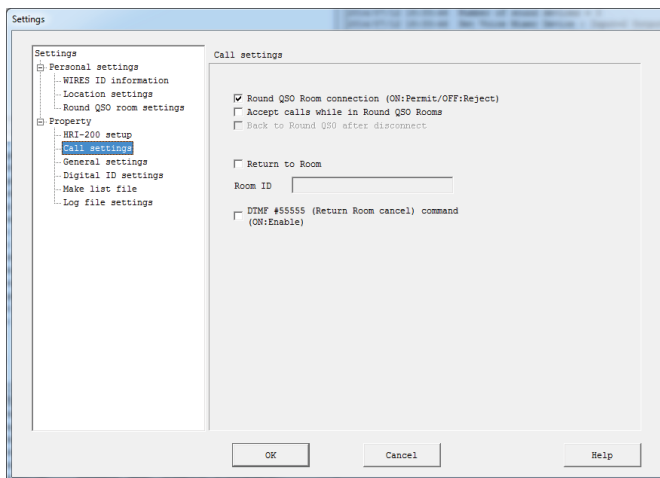 Settings
Settings
Personal settings
WIRES ID information
Location settings
Round QSO room settings
Property
HRI-200 setup
Call settings
General settings
Digital ID settings
Make list file
Log file settings
Call settings
Round QSO Room connection (ON:Permit/OFF:Reject)
Accept calls while in Round QSO Rooms
Back to Round QSO after disconnect
Return to Room
Room ID
DTMF #55555 (Return Room cancel) command
(ON:Enable)
OK
Cancel
Help